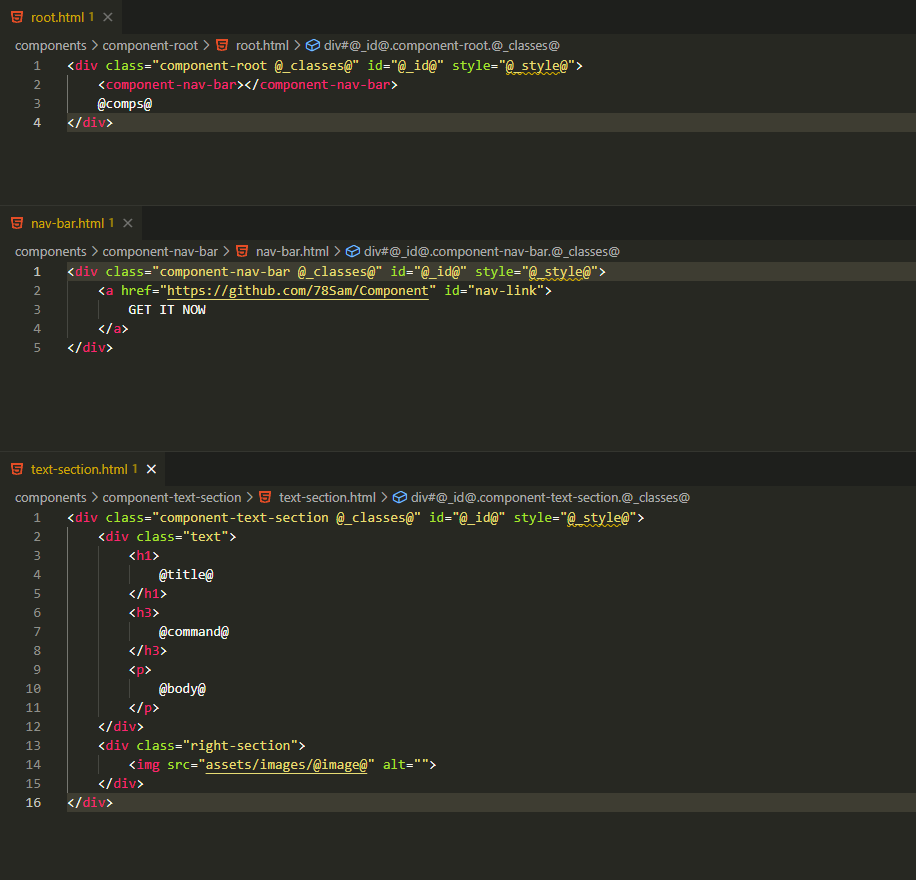 root.html 1
components > component-root > root.html > div#@_id@.component-root.@_classes@
1 <div class="component-root @_classes@" id="@_id@" style="@_style@">
2 <component-nav-bar></component-nav-bar>
3 @comps@
4 </div>
nav-bar.html 1
components > component-nav-bar > nav-bar.html > div#@_id@.component-nav-bar.@_classes@
1 <div class="component-nav-bar @_classes@" id="@_id@" style="@_style@">
2 <a href="https://github.com/78Sam/Component" id="nav-link">
3 GET IT NOW
4 </a>
5 </div>
text-section.html 1
components > component-text-section > text-section.html > div#@_id@.component-text-section.@_classes@
1 <div class="component-text-section @_classes@" id="@_id@" style="@_style@">
2 <div class="text">
3 <h1>
4 @title@
5 </h1>
6 <h3>
7 @command@
8 </h3>
9 <p>
10 @body@
11 </p>
12 </div>
13 <div class="right-section">
14 <img src="assets/images/@image@" alt="">
15 </div>
16 </div>